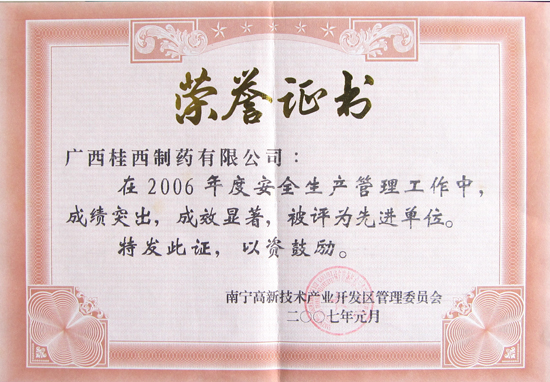 荣誉证书
广西桂西制药有限公司：
在2006年度安全生产管理工作中，
成绩突出，成效显著，被评为先进单位。
特发此证，以资鼓励。
南宁高新技术产业开发区管理委员会
二〇〇七年元月